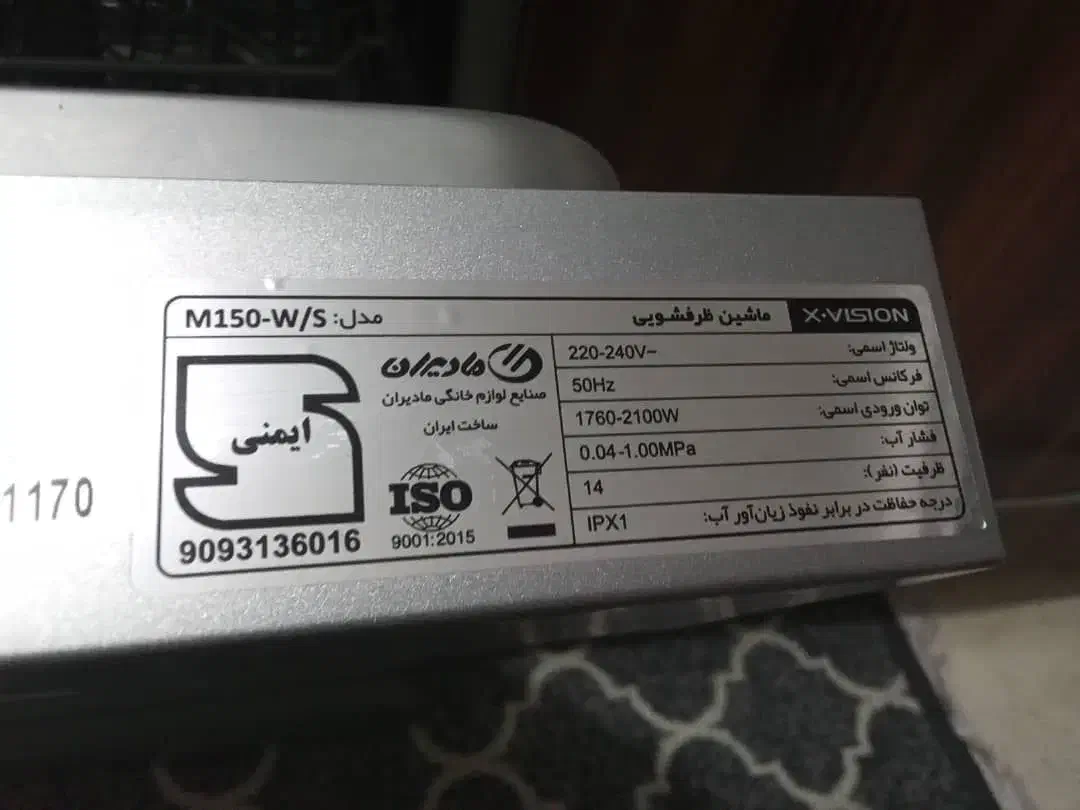 X·VISION ماشین ظرفشویی مدل: M150-W/S
ولتاژ اسمی: 220-240V~
فرکانس اسمی: 50Hz
توان ورودی اسمی: 1760-2100W
فشار آب: 0.04-1.00MPa
ظرفیت (نفر): 14
درجه حفاظت در برابر نفوذ زیان‌آور آب: IPX1
مادیران
صنایع لوازم خانگی مادیران
ساخت ایران
ISO
9001:2015
ایمنی
9093136016
1170